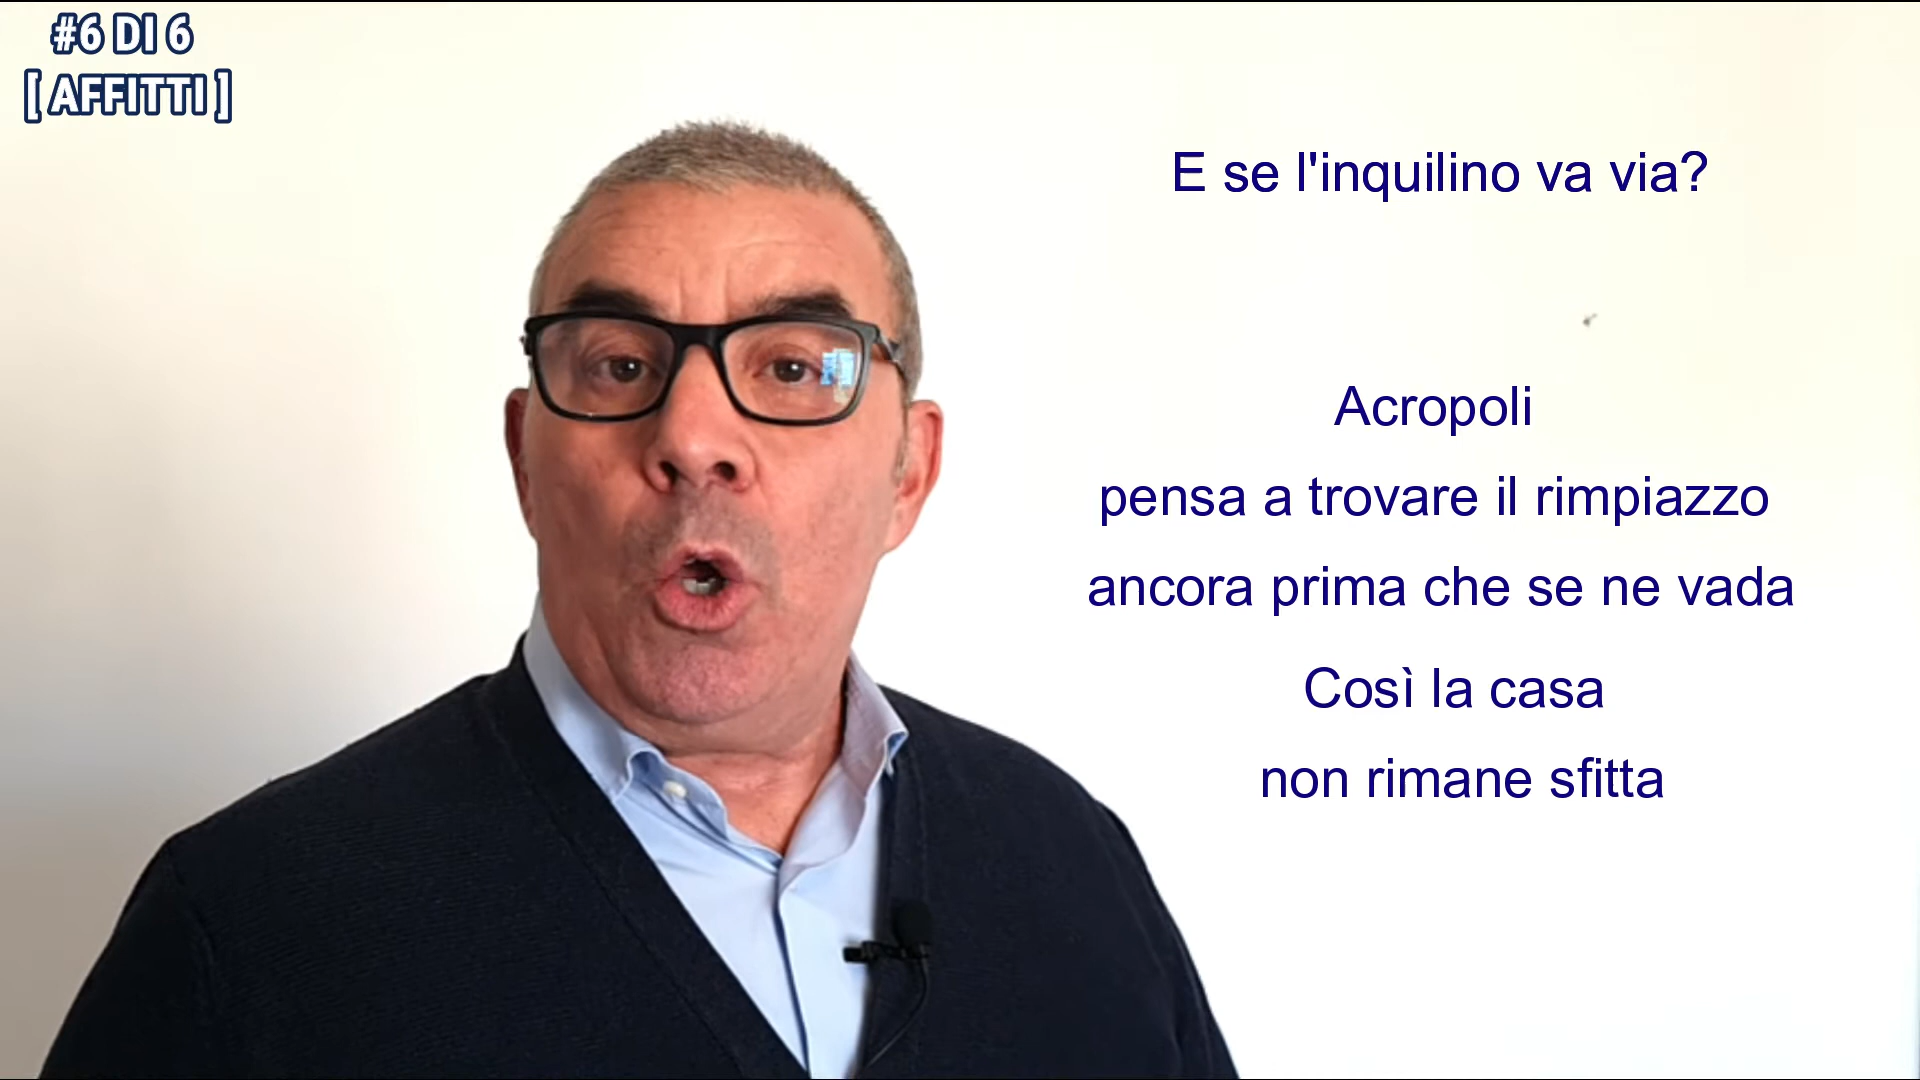 #6 DI 6
[ AFFITTI ]
E se l'inquilino va via?
Acropoli
pensa a trovare il rimpiazzo
ancora prima che se ne vada
Così la casa
non rimane sfitta